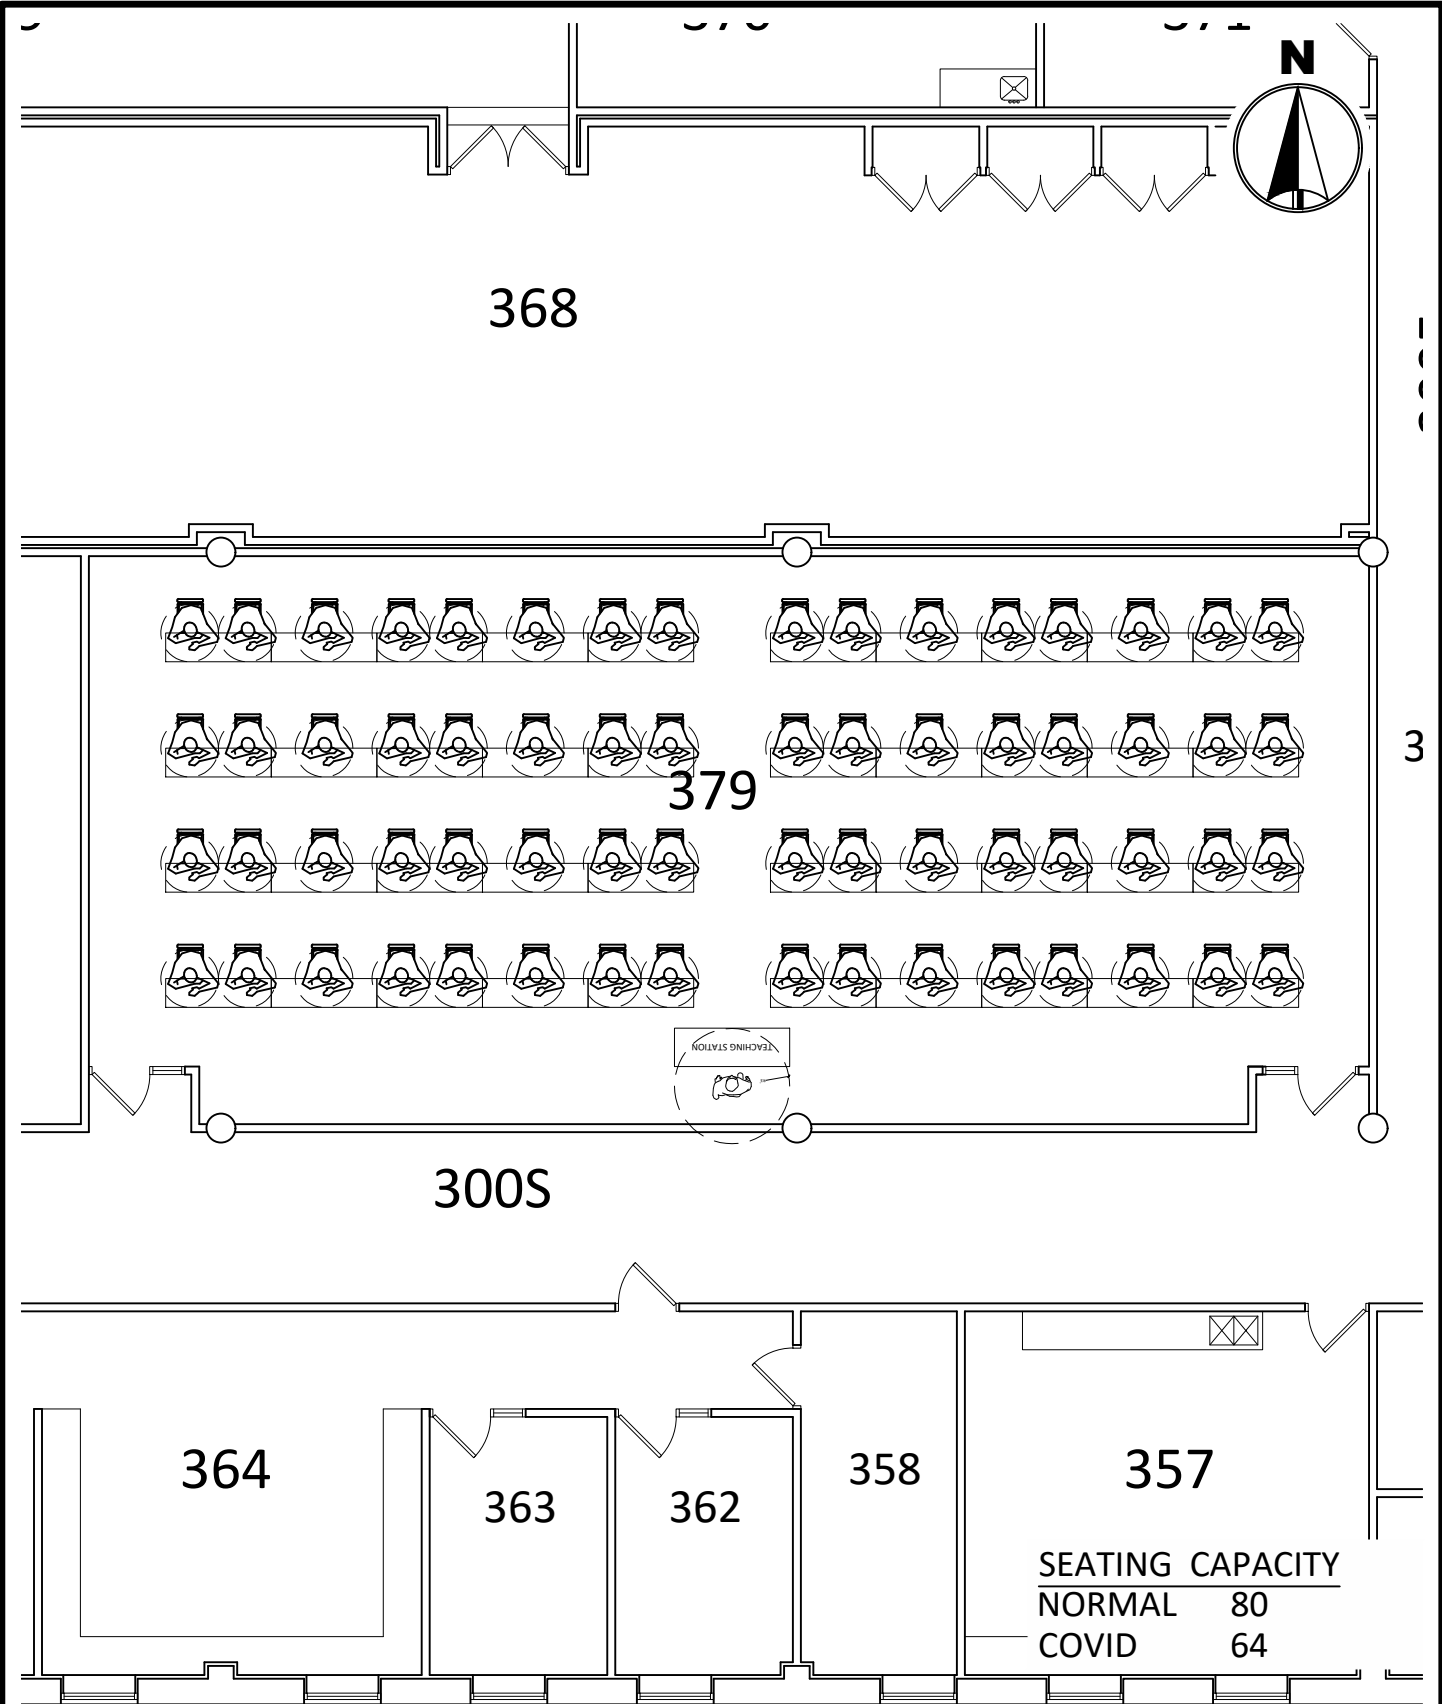 N
368
379
TEACHING STATION
300S
364
363
362
358
357
SEATING CAPACITY
NORMAL 80
COVID 64